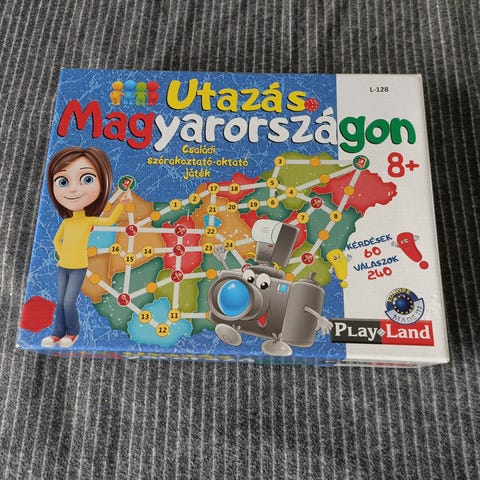 Utazás
L-128
Magyarországon
Családi
szórakoztató-oktató
játék
8+
KÉRDÉSEK
60
VÁLASZOK
240
PLAY LAND